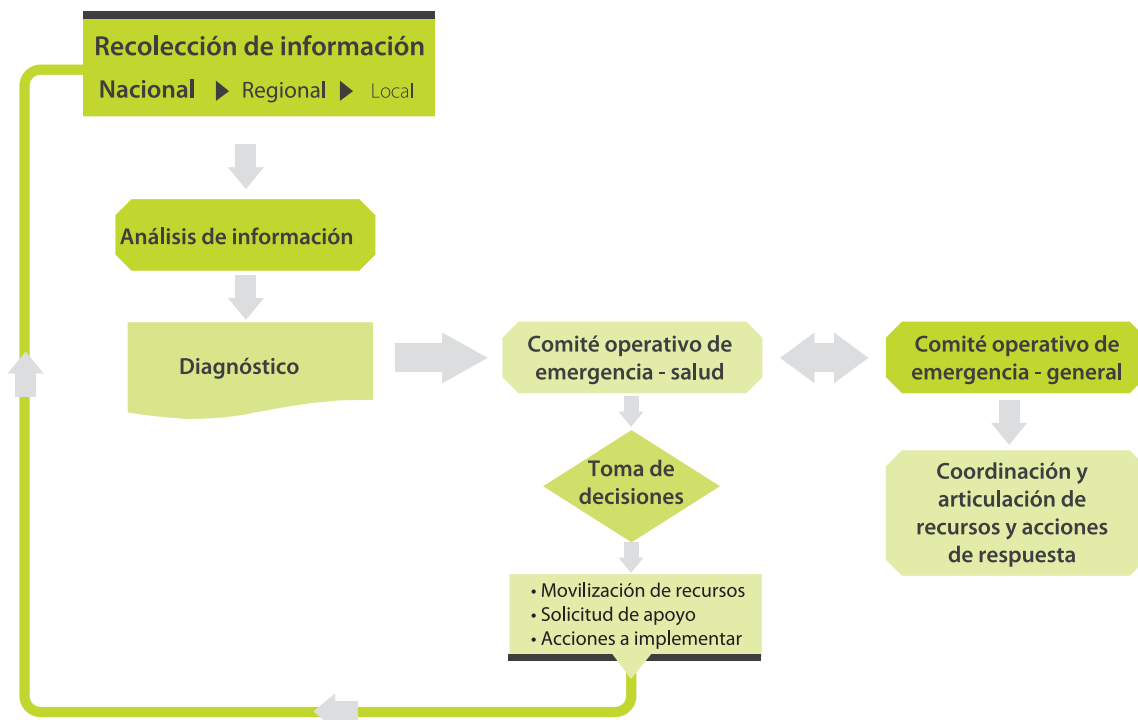 Recolección de información
Nacional ▶ Regional ▶ Local
Análisis de información
Diagnóstico
Comité operativo de
emergencia - salud
Comité operativo de
emergencia - general
Toma de
decisiones
Coordinación y
articulación de
recursos y acciones
de respuesta
• Movilización de recursos
• Solicitud de apoyo
• Acciones a implementar